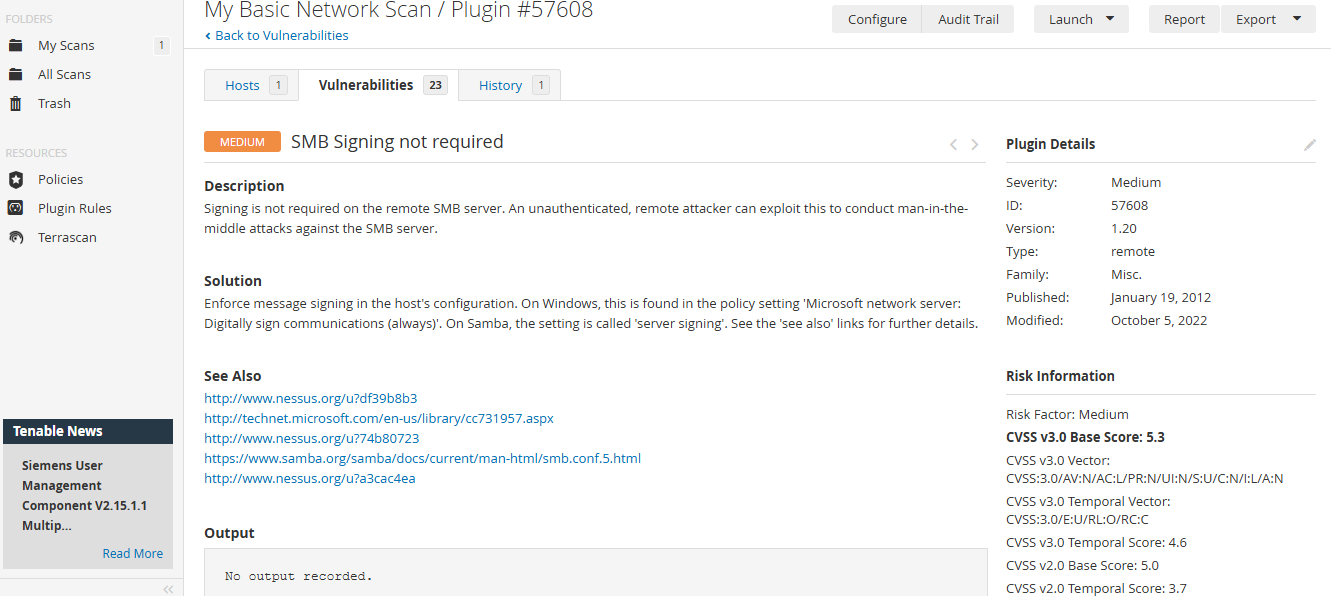 My Basic Network Scan / Plugin #57608
‹ Back to Vulnerabilities
Configure
Audit Trail
Launch
Report
Export
FOLDERS
My Scans
1
All Scans
Trash
RESOURCES
Policies
Plugin Rules
Terrascan
Tenable News
Siemens User
Management
Component V2.15.1.1
Multip...
Read More
Hosts 1
Vulnerabilities 23
History 1
MEDIUM
SMB Signing not required
Description
Signing is not required on the remote SMB server. An unauthenticated, remote attacker can exploit this to conduct man-in-the-
middle attacks against the SMB server.
Solution
Enforce message signing in the host's configuration. On Windows, this is found in the policy setting 'Microsoft network server:
Digitally sign communications (always)'. On Samba, the setting is called 'server signing'. See the 'see also' links for further details.
See Also
http://www.nessus.org/u?df39b8b3
http://technet.microsoft.com/en-us/library/cc731957.aspx
http://www.nessus.org/u?74b80723
https://www.samba.org/samba/docs/current/man-html/smb.conf.5.html
http://www.nessus.org/u?a3cac4ea
Output
No output recorded.
Plugin Details
Severity: Medium
ID: 57608
Version: 1.20
Type: remote
Family: Misc.
Published: January 19, 2012
Modified: October 5, 2022
Risk Information
Risk Factor: Medium
CVSS v3.0 Base Score: 5.3
CVSS v3.0 Vector:
CVSS:3.0/AV:N/AC:L/PR:N/UI:N/S:U/C:N/I:L/A:N
CVSS v3.0 Temporal Vector:
CVSS:3.0/E:U/RL:O/RC:C
CVSS v3.0 Temporal Score: 4.6
CVSS v2.0 Base Score: 5.0
CVSS v2.0 Temporal Score: 3.7